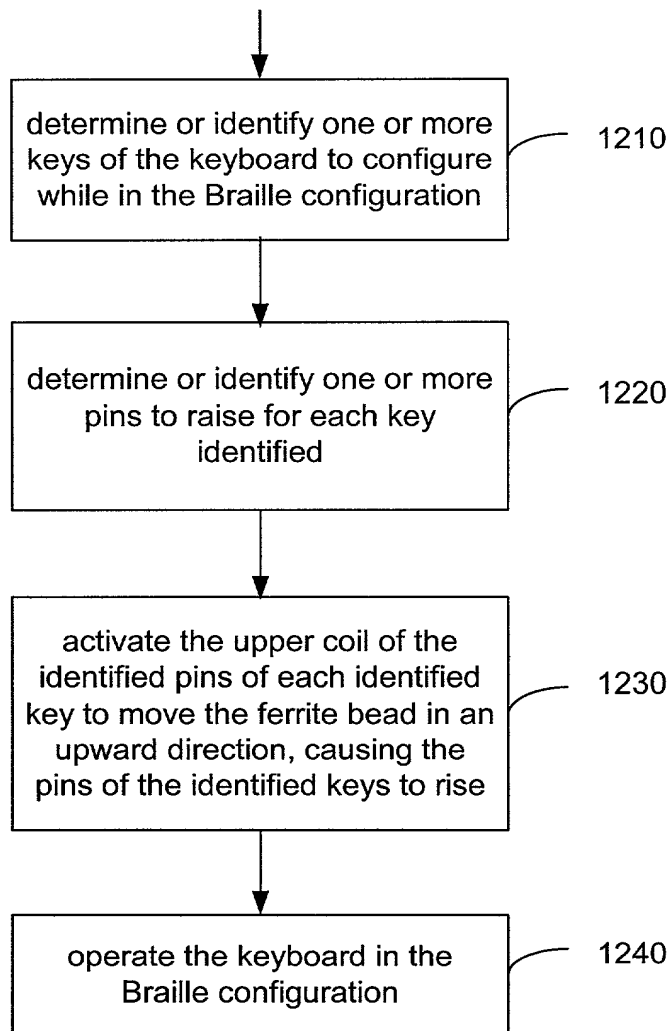 determine or identify one or more
keys of the keyboard to configure
while in the Braille configuration
1210
determine or identify one or more
pins to raise for each key
identified
1220
activate the upper coil of the
identified pins of each identified
key to move the ferrite bead in an
upward direction, causing the
pins of the identified keys to rise
1230
operate the keyboard in the
Braille configuration
1240